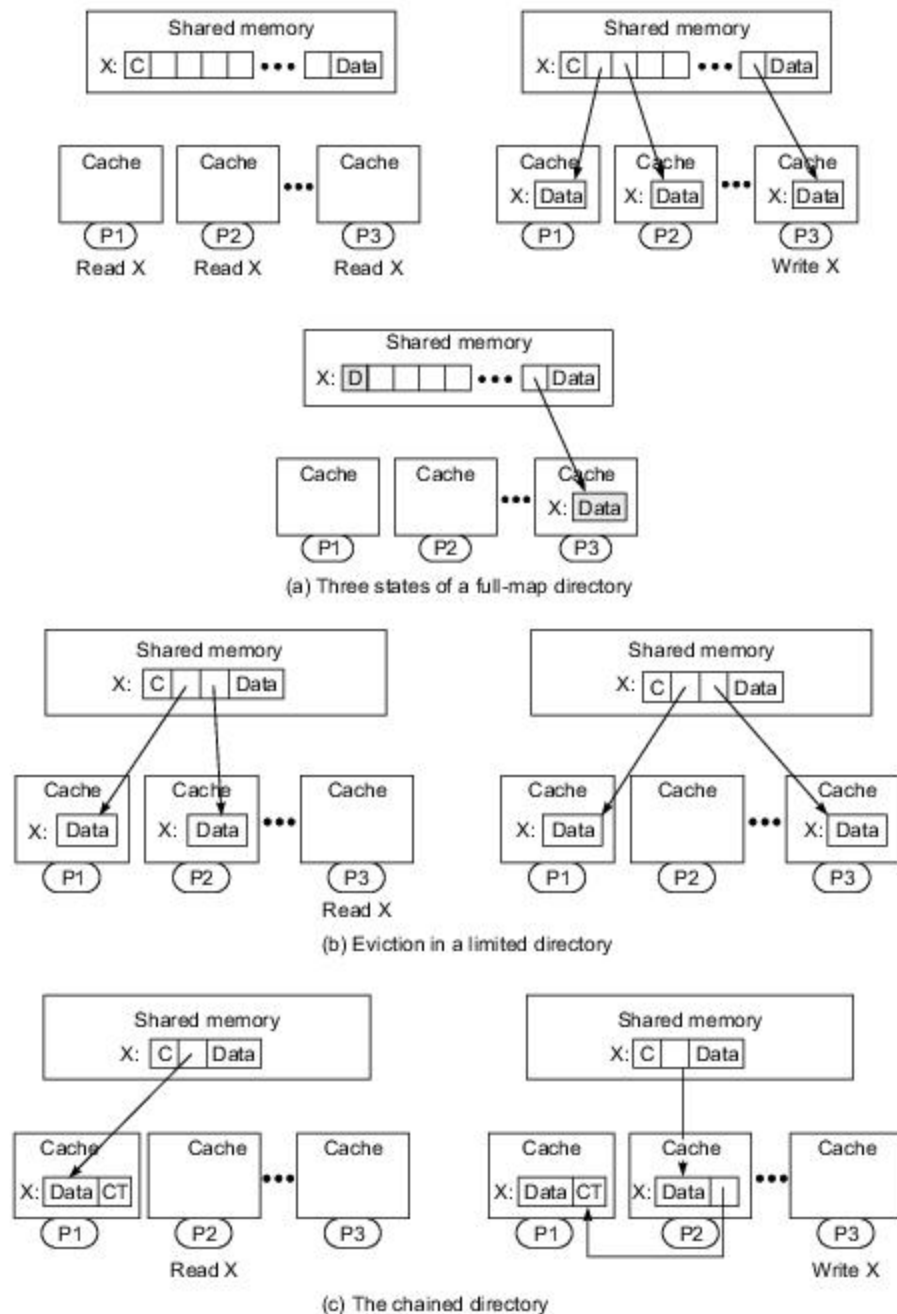 Shared memory
X: C ••• Data
Cache Cache ••• Cache
P1 P2 P3
Read X Read X Read X
Shared memory
X: C ••• Data
Cache Cache ••• Cache
X: Data X: Data X: Data
P1 P2 P3
Write X
Shared memory
X: D ••• Data
Cache Cache ••• Cache
X: Data
P1 P2 P3
(a) Three states of a full-map directory
Shared memory
X: C Data
Cache Cache ••• Cache
X: Data X: Data
P1 P2 P3
Read X
Shared memory
X: C Data
Cache Cache ••• Cache
X: Data X: Data
P1 P2 P3
(b) Eviction in a limited directory
Shared memory
X: C Data
Cache Cache ••• Cache
X: Data CT
P1 P2 P3
Read X
Shared memory
X: C Data
Cache Cache ••• Cache
X: Data CT X: Data
P1 P2 P3
Write X
(c) The chained directory